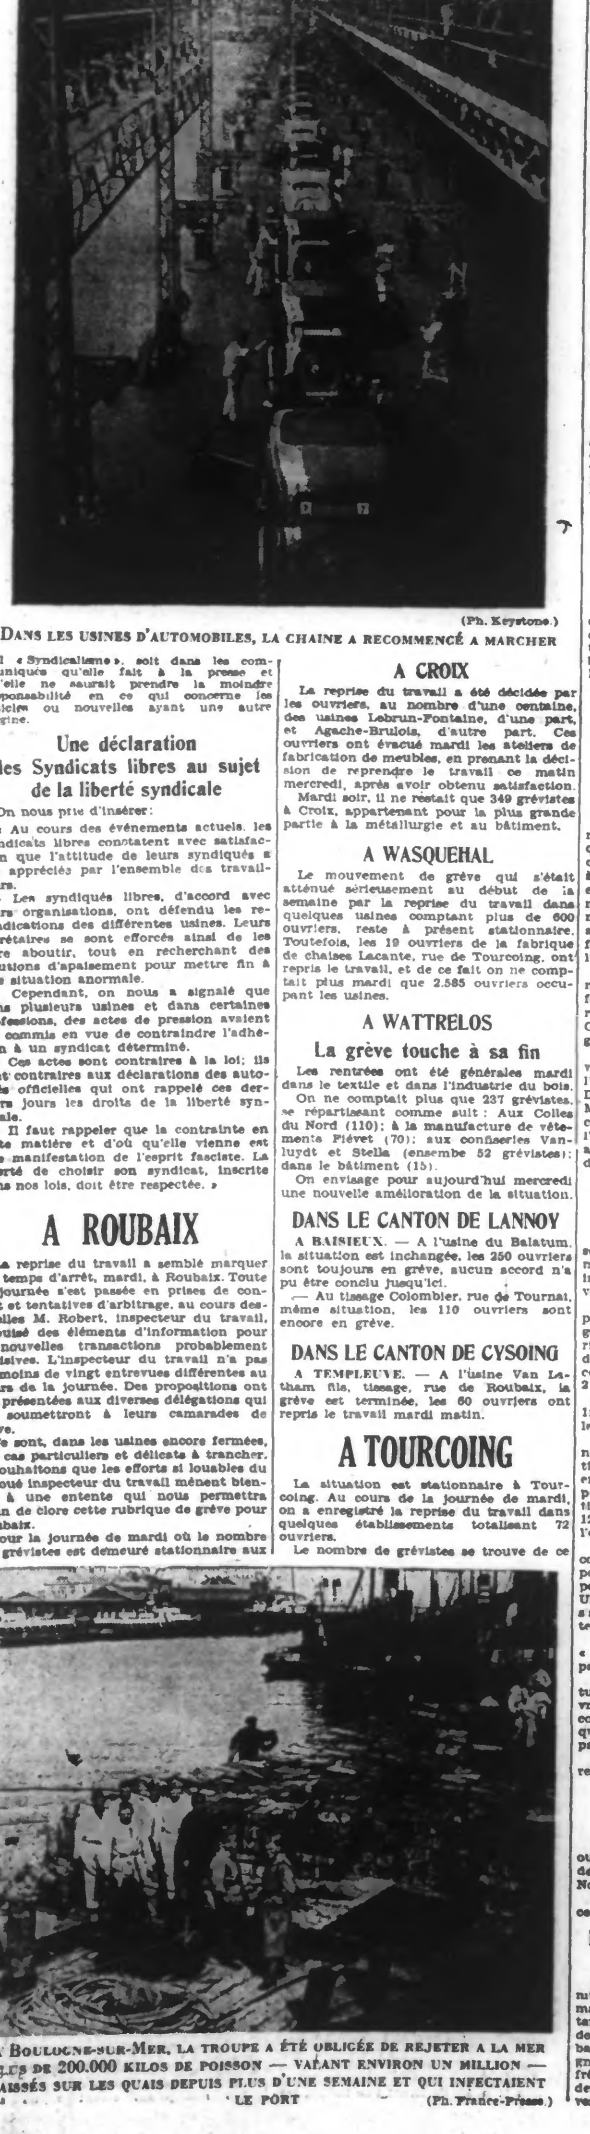 (Ph. Keystone.)
DANS LES USINES D'AUTOMOBILES, LA CHAINE A RECOMMENCÉ A MARCHER
« Syndicalisme », soit dans les com-
muniqués qu'elle fait à la presse et
qu'elle ne saurait prendre la moindre
responsabilité en ce qui concerne les
articles ou nouvelles ayant une autre
origine.
Une déclaration
des Syndicats libres au sujet
de la liberté syndicale
On nous prie d'insérer:
« Au cours des événements actuels, les
syndicats libres constatent avec satisfac-
tion que l'attitude de leurs syndiqués a
appréciés par l'ensemble des travail-
leurs.
Les syndiqués libres, d'accord avec
leurs organisations, ont défendu les re-
vendications des différentes usines. Leurs
secrétaires se sont efforcés ainsi de les
faire aboutir, tout en recherchant des
solutions d'apaisement pour mettre fin à
situation anormale.
Cependant, on nous a signalé que
dans plusieurs usines et dans certaines
professions, des actes de pression avaient
commis en vue de contraindre l'adhé-
sion à un syndicat déterminé.
Ces actes sont contraires à la loi; ils
sont contraires aux déclarations des auto-
rités officielles qui ont rappelé ces der-
niers jours les droits de la liberté syn-
dicale.
Il faut rappeler que la contrainte en
cette matière et d'où qu'elle vienne est
une manifestation de l'esprit fasciste. La
liberté de choisir son syndicat, inscrite
dans nos lois, doit être respectée. »
A ROUBAIX
La reprise du travail a semblé marquer
temps d'arrêt, mardi, à Roubaix. Toute
journée s'est passée en prises de con-
tact et tentatives d'arbitrage, au cours des-
quelles M. Robert, inspecteur du travail,
puisé des éléments d'information pour
nouvelles transactions probablement
décisives. L'inspecteur du travail n'a pas
moins de vingt entrevues différentes au
cours de la journée. Des propositions ont
présentées aux diverses délégations qui
soumettront à leurs camarades de
grève.
Ce sont, dans les usines encore fermées,
cas particuliers et délicats à trancher.
Souhaitons que les efforts si louables du
dévoué inspecteur du travail mènent bien-
tôt à une entente qui nous permettra
enfin de clore cette rubrique de grève pour
Roubaix.
Pour la journée de mardi où le nombre
grévistes est demeuré stationnaire aux
A CROIX
La reprise du travail a été décidée par
les ouvriers, au nombre d'une centaine,
des usines Lebrun-Fontaine, d'une part,
et Agache-Brulois, d'autre part. Ces
ouvriers ont évacué mardi les ateliers de
fabrication de meubles, en prenant la déci-
sion de reprendre le travail ce matin
mercredi, après avoir obtenu satisfaction.
Mardi soir, il ne restait que 349 grévistes
à Croix, appartenant pour la plus grande
partie à la métallurgie et au bâtiment.
A WASQUEHAL
Le mouvement de grève qui s'était
atténué sérieusement au début de la
semaine par la reprise du travail dans
quelques usines comptant plus de 600
ouvriers, reste à présent stationnaire.
Toutefois, les 19 ouvriers de la fabrique
de chaises Lacante, rue de Tourcoing, ont
repris le travail, et de ce fait on ne comp-
tait plus mardi que 2.585 ouvriers occu-
pant les usines.
A WATTRELOS
La grève touche à sa fin
Les rentrées ont été générales mardi
dans le textile et dans l'industrie du bois.
On ne comptait plus que 237 grévistes,
se répartissant comme suit : Aux Colles
du Nord (110); à la manufacture de vête-
ments Piévet (70); aux confiseries Van-
luydt et Stella (ensembe 52 grévistes);
dans le bâtiment (15).
On envisage pour aujourd'hui mercredi
une nouvelle amélioration de la situation.
DANS LE CANTON DE LANNOY
A BAISIEUX. — A l'usine du Balatum,
la situation est inchangée, les 250 ouvriers
sont toujours en grève, aucun accord n'a
pu être conclu jusqu'ici.
— Au tissage Colombier, rue de Tournai,
même situation, les 110 ouvriers sont
encore en grève.
DANS LE CANTON DE CYSOING
A TEMPLEUVE. — A l'usine Van La-
tham fils, tissage, rue de Roubaix, la
grève est terminée, les 60 ouvriers ont
repris le travail mardi matin.
A TOURCOING
La situation est stationnaire à Tour-
coing. Au cours de la journée de mardi,
on a enregistré la reprise du travail dans
quelques établissements totalisant 72
ouvriers.
Le nombre de grévistes se trouve de ce
A BOULOGNE-SUR-MER, LA TROUPE A ÉTÉ OBLIGÉE DE REJETER A LA MER
PLUS DE 200.000 KILOS DE POISSON — VALANT ENVIRON UN MILLION —
LAISSÉS SUR LES QUAIS DEPUIS PLUS D'UNE SEMAINE ET QUI INFECTAIENT
LE PORT (Ph. France-Presse.)